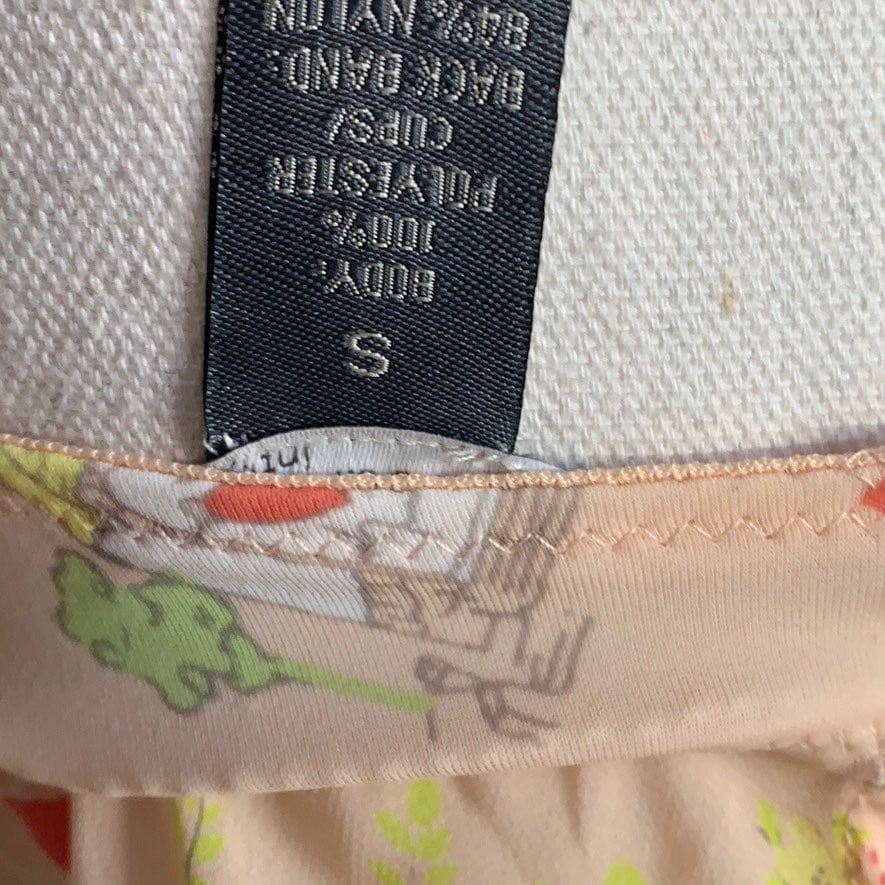 S
BODY:
100%
POLYESTER
CUPS/
BACK BAND:
84% NYLON